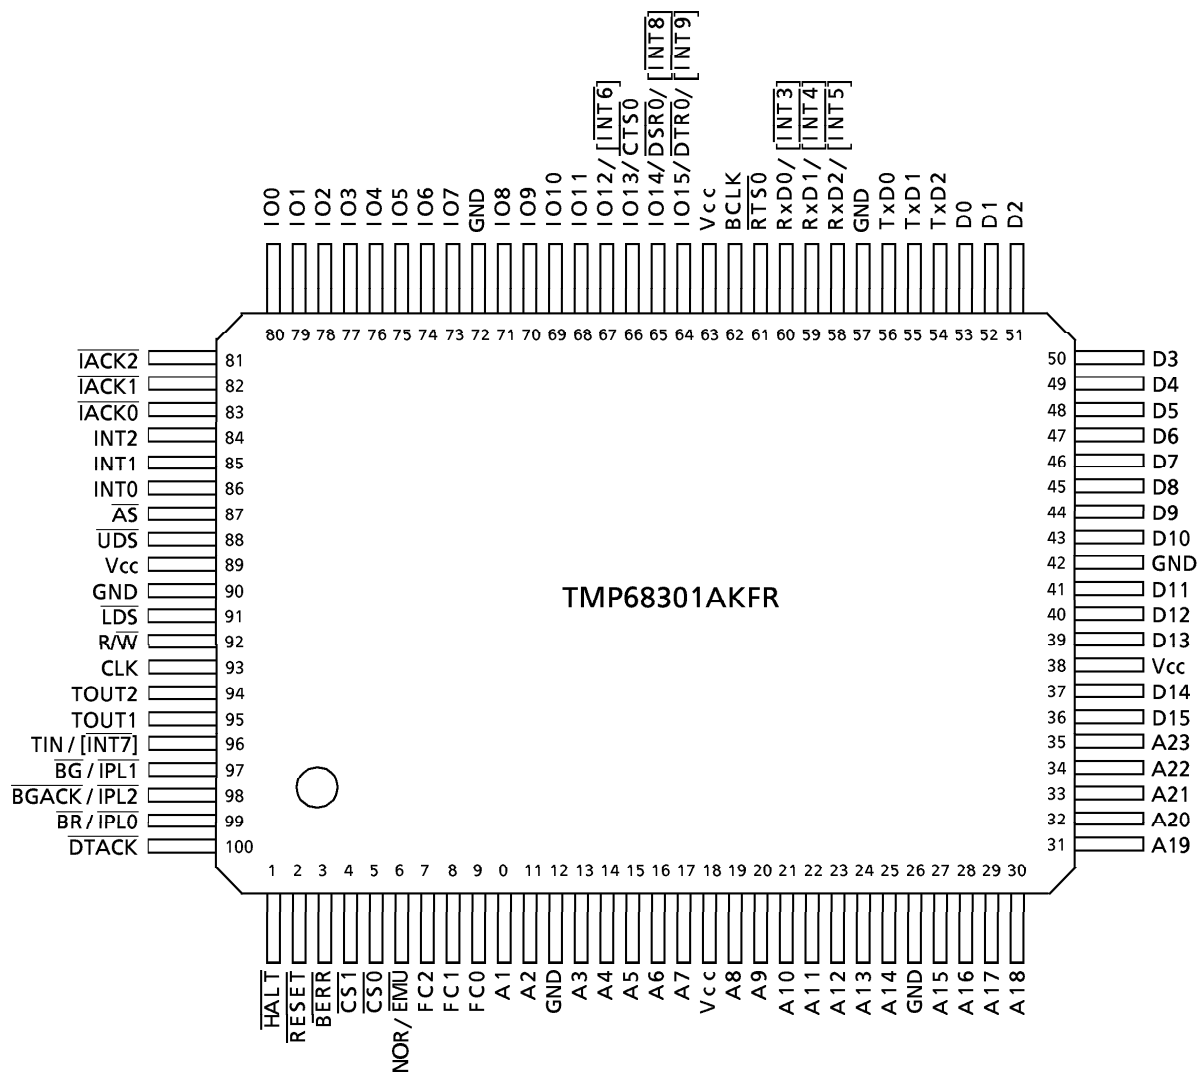 IO0
IO1
IO2
IO3
IO4
IO5
IO6
IO7
GND
IO8
IO9
IO10
IO11
IO12/[INT6]
IO13/CTS0
IO14/DSR0/[INT8]
IO15/DTR0/[INT9]
Vcc
BCLK
RTS0
RxD0/[INT3]
RxD1/[INT4]
RxD2/[INT5]
GND
TxD0
TxD1
TxD2
D0
D1
D2
80 79 78 77 76 75 74 73 72 71 70 69 68 67 66 65 64 63 62 61 60 59 58 57 56 55 54 53 52 51
IACK2 81 50 D3
IACK1 82 49 D4
IACK0 83 48 D5
INT2 84 47 D6
INT1 85 46 D7
INT0 86 45 D8
AS 87 44 D9
UDS 88 43 D10
Vcc 89 42 GND
GND 90 41 D11
TMP68301AKFR
LDS 91 40 D12
R/W 92 39 D13
CLK 93 38 Vcc
TOUT2 94 37 D14
TOUT1 95 36 D15
TIN / [INT7] 96 35 A23
BG / IPL1 97 34 A22
BGACK / IPL2 98 33 A21
BR / IPL0 99 32 A20
DTACK 100 31 A19
1 2 3 4 5 6 7 8 9 0 11 12 13 14 15 16 17 18 19 20 21 22 23 24 25 26 27 28 29 30
HALT
RESET
BERR
CS1
CS0
NOR/ EMU
FC2
FC1
FC0
A1
A2
GND
A3
A4
A5
A6
A7
Vcc
A8
A9
A10
A11
A12
A13
A14
GND
A15
A16
A17
A18